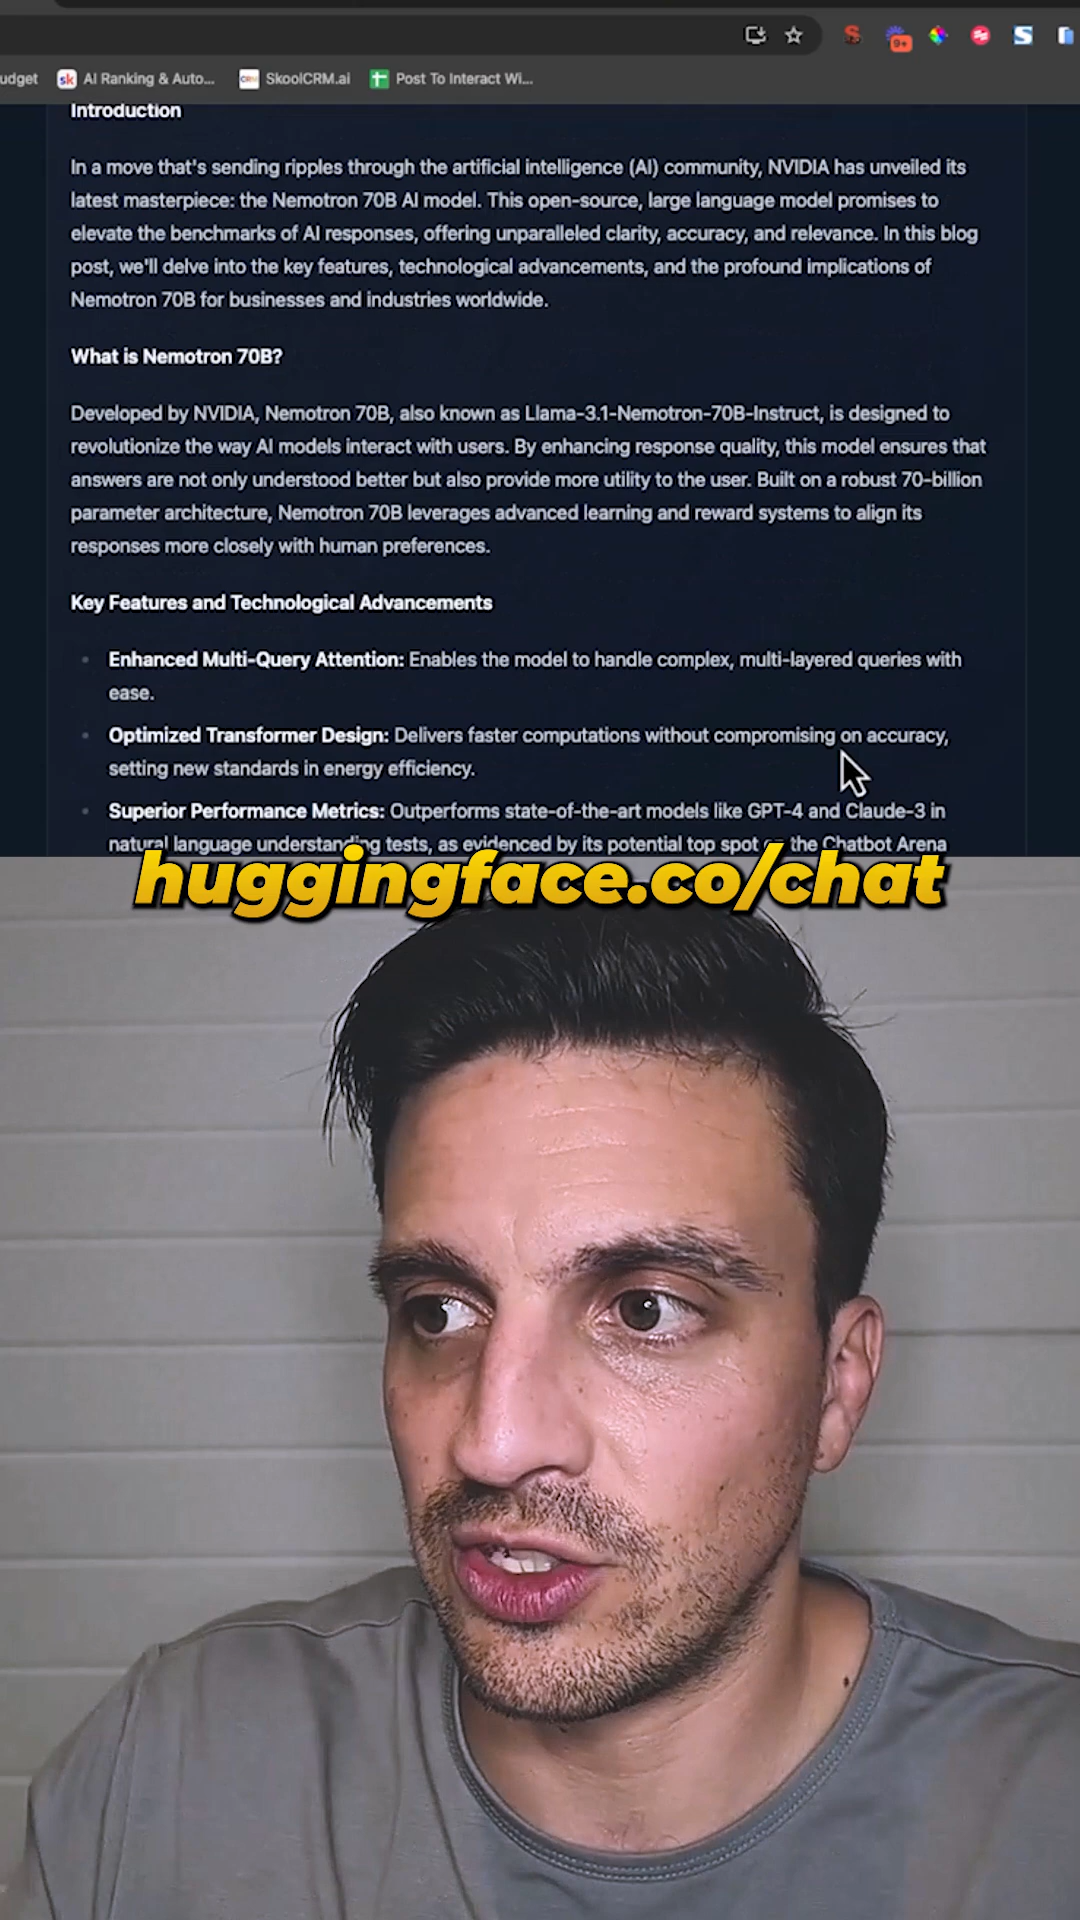 udget
sk AI Ranking & Auto...
SkoolCRM.ai
Post To Interact Wi...
9+
S
S
Introduction
In a move that's sending ripples through the artificial intelligence (AI) community, NVIDIA has unveiled its
latest masterpiece: the Nemotron 70B AI model. This open-source, large language model promises to
elevate the benchmarks of AI responses, offering unparalleled clarity, accuracy, and relevance. In this blog
post, we'll delve into the key features, technological advancements, and the profound implications of
Nemotron 70B for businesses and industries worldwide.
What is Nemotron 70B?
Developed by NVIDIA, Nemotron 70B, also known as Llama-3.1-Nemotron-70B-Instruct, is designed to
revolutionize the way AI models interact with users. By enhancing response quality, this model ensures that
answers are not only understood better but also provide more utility to the user. Built on a robust 70-billion
parameter architecture, Nemotron 70B leverages advanced learning and reward systems to align its
responses more closely with human preferences.
Key Features and Technological Advancements
Enhanced Multi-Query Attention: Enables the model to handle complex, multi-layered queries with
ease.
Optimized Transformer Design: Delivers faster computations without compromising on accuracy,
setting new standards in energy efficiency.
Superior Performance Metrics: Outperforms state-of-the-art models like GPT-4 and Claude-3 in
natural language understanding tests, as evidenced by its potential top spot on the Chatbot Arena
huggingface.co/chat